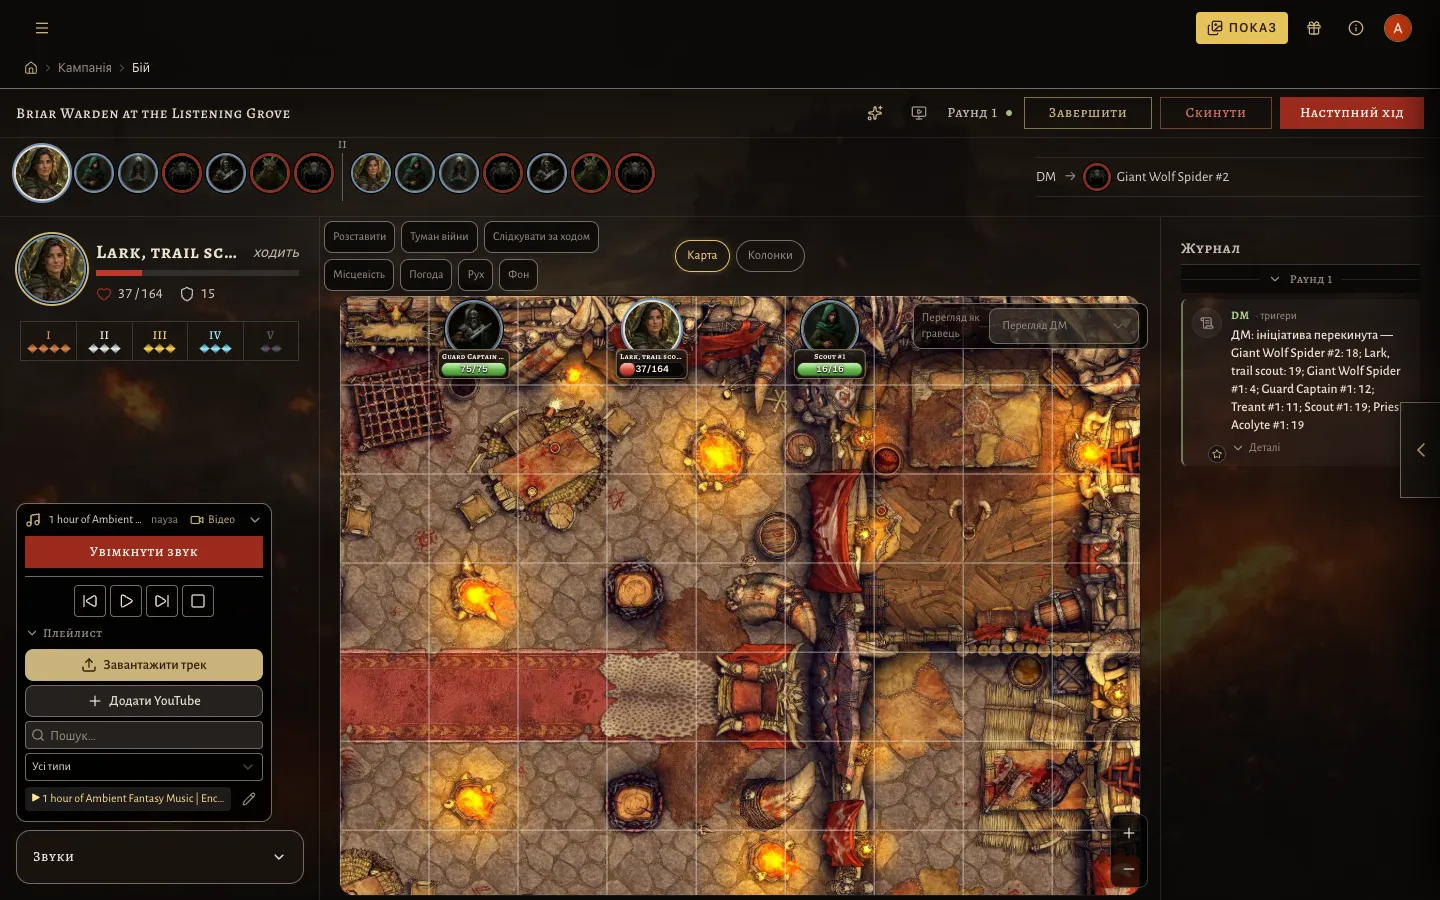 ПОКАЗ
A
Кампанія
Бій
Briar Warden at the Listening Grove
Раунд 1
Завершити
Скинути
Наступний хід
II
DM → Giant Wolf Spider #2
Lark, trail sc...
ходить
37 / 164
15
I II III IV V
Розставити
Туман війни
Слідкувати за ходом
Місцевість
Погода
Рух
Фон
Карта
Колонки
Перегляд як гравець
Перегляд ДМ
Guard Captain ...
75/75
Lark, trail sco...
37/164
Scout #1
16/16
Журнал
Раунд 1
DM · тригери
ДМ: ініціатива перекинута —
Giant Wolf Spider #2: 18; Lark,
trail scout: 19; Giant Wolf Spider
#1: 4; Guard Captain #1: 12;
Treant #1: 11; Scout #1: 19; Pries
Acolyte #1: 19
Деталі
1 hour of Ambient ...
пауза
Відео
Увімкнути звук
Плейлист
Завантажити трек
Додати YouTube
Пошук...
Усі типи
1 hour of Ambient Fantasy Music | Enc...
Звуки
+
−